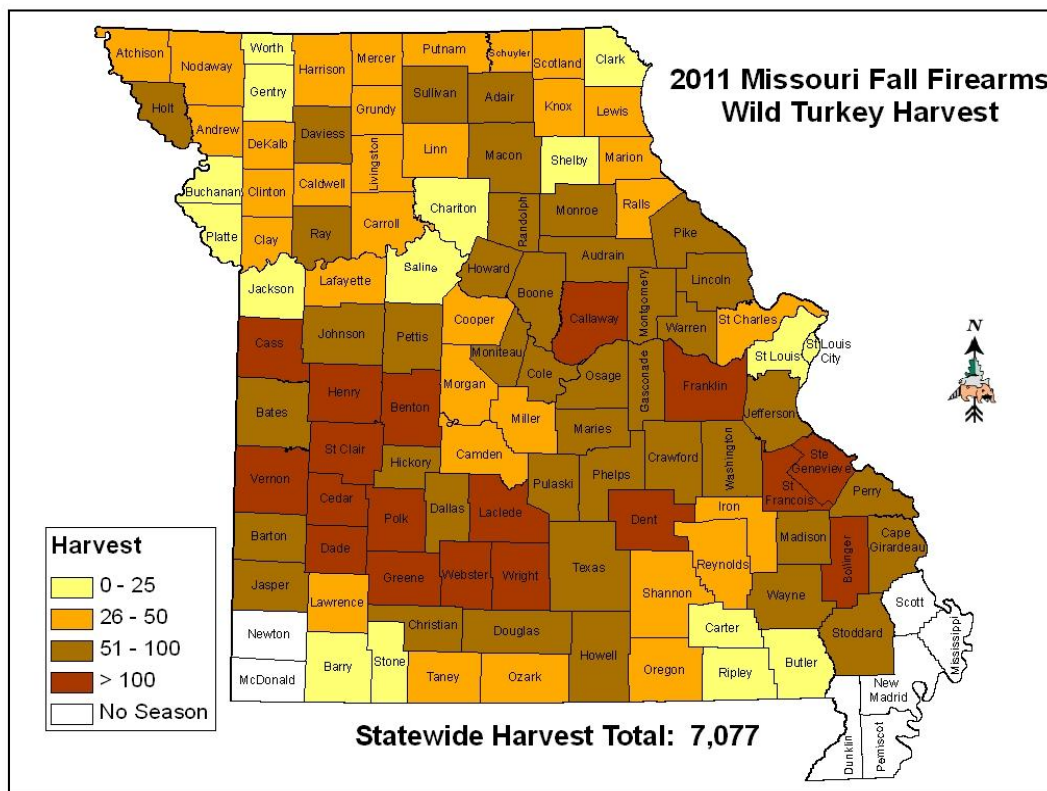 2011 Missouri Fall Firearms
Wild Turkey Harvest
Atchison
Nodaway
Worth
Gentry
Harrison
Mercer
Putnam
Schuyler
Scotland
Clark
Holt
Andrew
DeKalb
Daviess
Grundy
Sullivan
Adair
Knox
Lewis
Buchanan
Clinton
Caldwell
Livingston
Linn
Macon
Shelby
Marion
Platte
Clay
Ray
Carroll
Chariton
Randolph
Monroe
Ralls
Pike
Jackson
Lafayette
Saline
Howard
Boone
Audrain
Callaway
Montgomery
Lincoln
Warren
St Charles
St Louis
St Louis
City
Cass
Johnson
Pettis
Cooper
Moniteau
Cole
Osage
Gasconade
Franklin
Jefferson
Bates
Henry
Benton
Morgan
Miller
Maries
Vernon
St Clair
Hickory
Camden
Pulaski
Phelps
Crawford
Washington
St
Francois
Ste
Genevieve
Perry
Cedar
Polk
Dallas
Laclede
Dent
Iron
Madison
Cape
Girardeau
Bollinger
Barton
Dade
Greene
Webster
Wright
Texas
Reynolds
Shannon
Wayne
Jasper
Lawrence
Christian
Douglas
Howell
Carter
Stoddard
Scott
Mississippi
Newton
McDonald
Barry
Stone
Taney
Ozark
Oregon
Ripley
Butler
New
Madrid
Dunklin
Pemiscot
N
Harvest
0 - 25
26 - 50
51 - 100
> 100
No Season
Statewide Harvest Total: 7,077